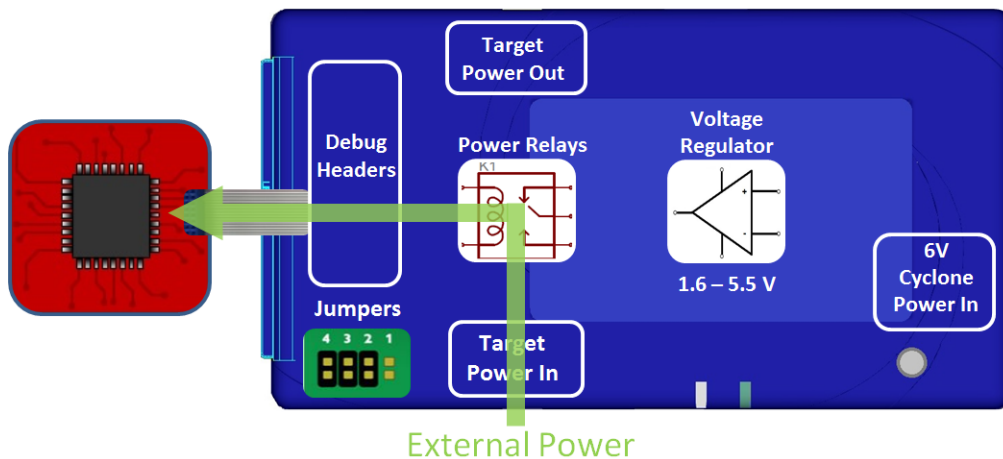 Target
Power Out
Debug
Headers
Power Relays
K1
Voltage
Regulator
+
-
1.6 – 5.5 V
6V
Cyclone
Power In
Jumpers
4 3 2 1
Target
Power In
External Power